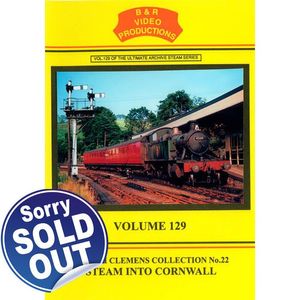 B & R
VIDEO
PRODUCTIONS
VOL 129 OF THE ULTIMATE ARCHIVE STEAM SERIES
Sorry
SOLD
OUT
VOLUME 129
CLEMENS COLLECTION No.22
STEAM INTO CORNWALL